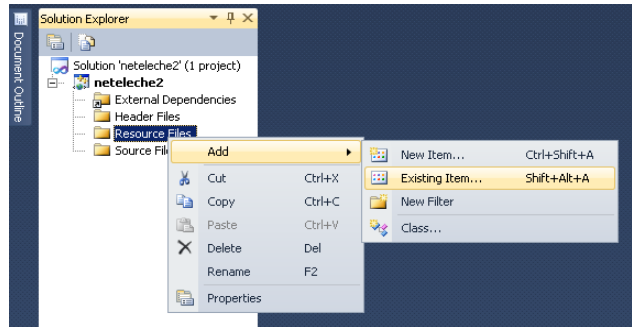 Document Outline
Solution Explorer
Solution 'neteleche2' (1 project)
neteleche2
External Dependencies
Header Files
Resource Files
Source Fil
Add
Cut Ctrl+X
Copy Ctrl+C
Paste Ctrl+V
Delete Del
Rename F2
Properties
New Item... Ctrl+Shift+A
Existing Item... Shift+Alt+A
New Filter
Class...